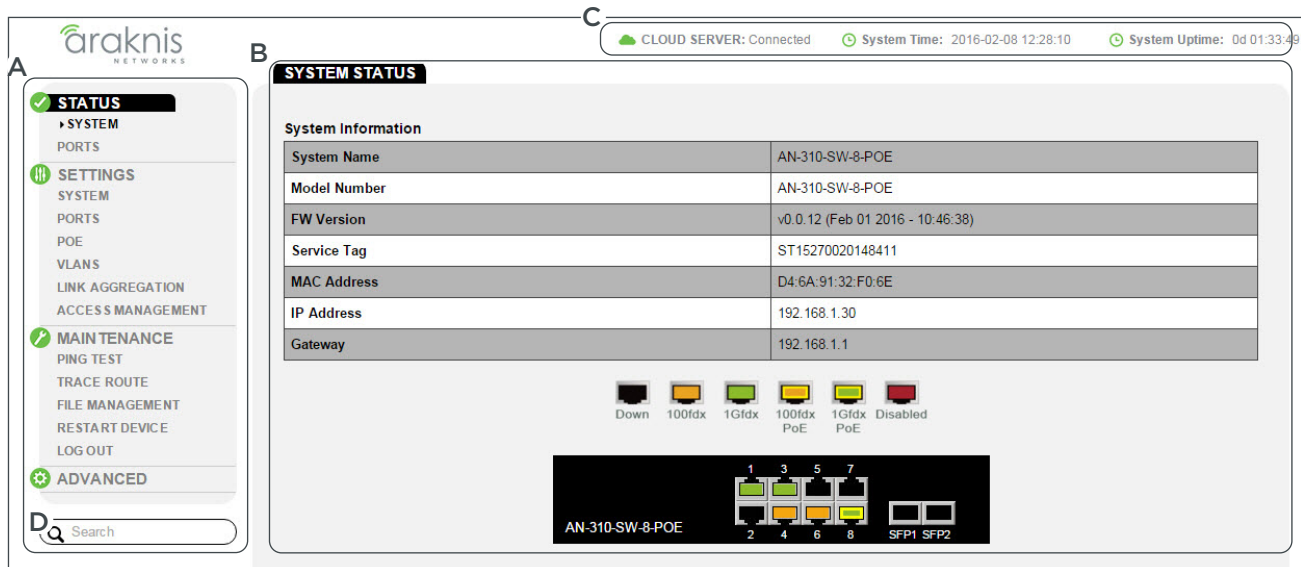 araknis
NETWORKS
C
CLOUD SERVER: Connected System Time: 2016-02-08 12:28:10 System Uptime: 0d 01:33:49
A
STATUS
SYSTEM
PORTS
SETTINGS
SYSTEM
PORTS
POE
VLANS
LINK AGGREGATION
ACCESS MANAGEMENT
MAINTENANCE
PING TEST
TRACE ROUTE
FILE MANAGEMENT
RESTART DEVICE
LOG OUT
ADVANCED
D
Search
B
SYSTEM STATUS
System Information
System Name AN-310-SW-8-POE
Model Number AN-310-SW-8-POE
FW Version v0.0.12 (Feb 01 2016 - 10:46:38)
Service Tag ST15270020148411
MAC Address D4:6A:91:32:F0:6E
IP Address 192.168.1.30
Gateway 192.168.1.1
Down 100fdx 1Gfdx 100fdx 1Gfdx Disabled
PoE PoE
1 3 5 7
AN-310-SW-8-POE
2 4 6 8 SFP1 SFP2